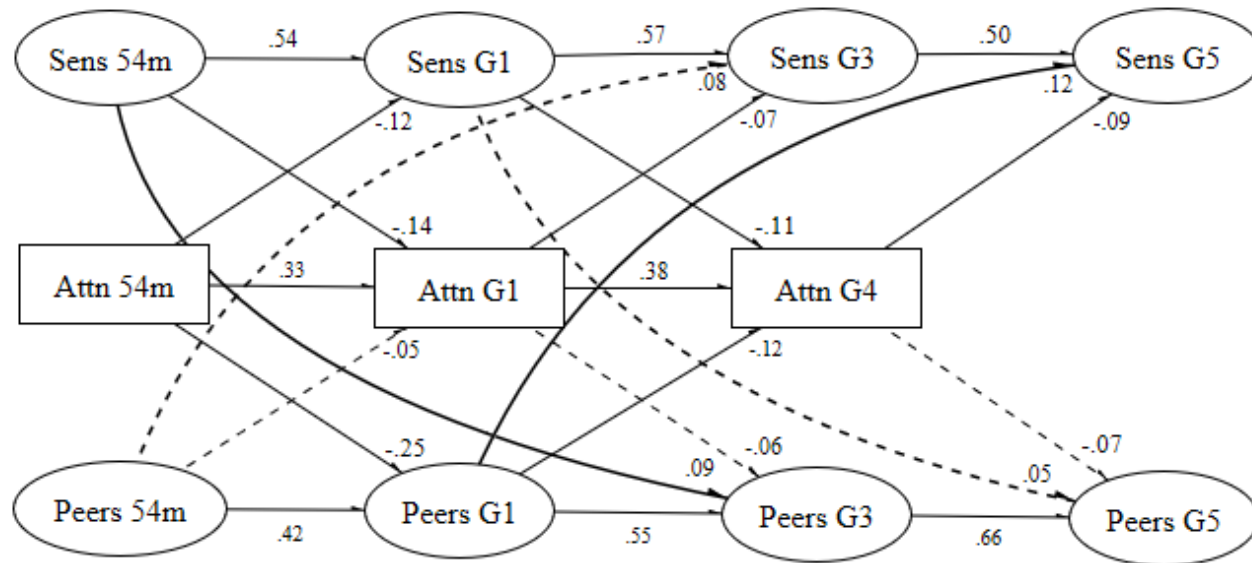 .54
.57
.50
Sens 54m
Sens G1
Sens G3
Sens G5
.08
.12
-.12
-.07
-.09
-.14
-.11
Attn 54m
.33
Attn G1
.38
Attn G4
-.05
-.12
-.25
-.06
-.07
.09
.05
Peers 54m
Peers G1
Peers G3
Peers G5
.42
.55
.66